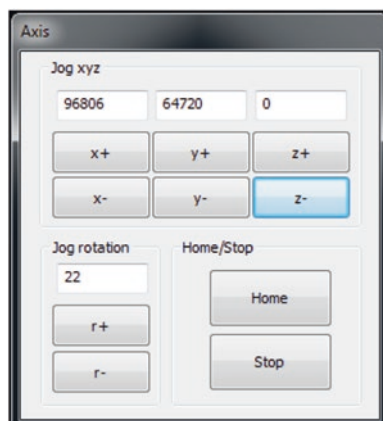 Axis
Jog xyz
96806 64720 0
x+ y+ z+
x- y- z-
Jog rotation Home/Stop
22
Home
r+
Stop
r-